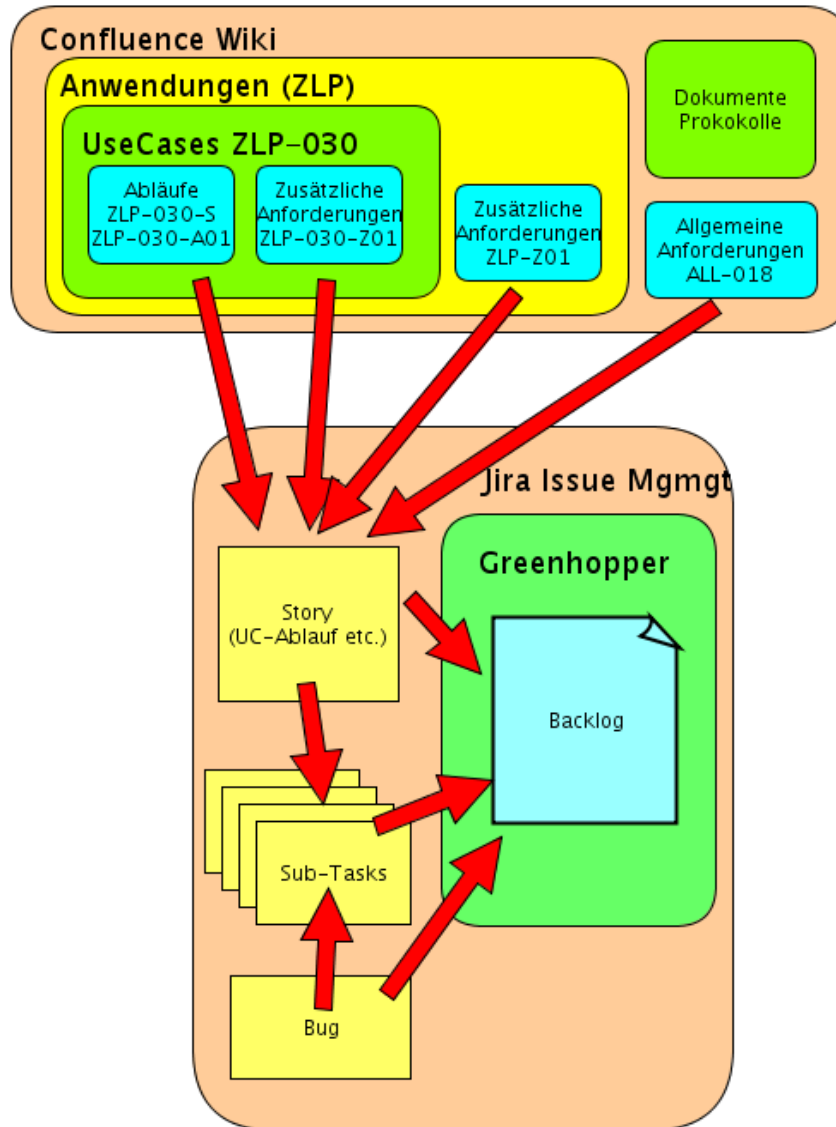 Confluence Wiki
Anwendungen (ZLP)
UseCases ZLP-030
Abläufe
ZLP-030-S
ZLP-030-A01
Zusätzliche
Anforderungen
ZLP-030-Z01
Zusätzliche
Anforderungen
ZLP-Z01
Dokumente
Prokokolle
Allgemeine
Anforderungen
ALL-018
Jira Issue Mgmgt
Greenhopper
Story
(UC-Ablauf etc.)
Backlog
Sub-Tasks
Bug